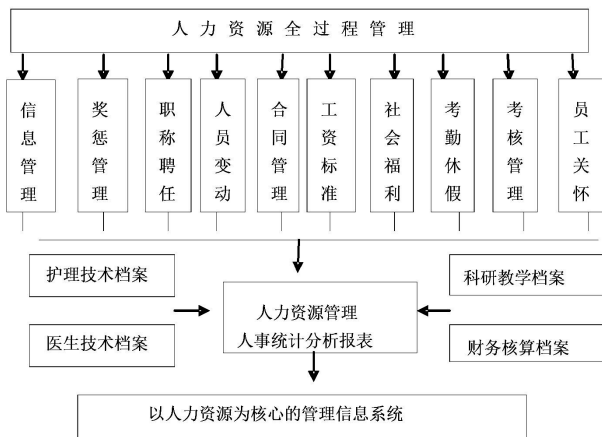 人力资源全过程管理
信息管理
奖惩管理
职称聘任
人员变动
合同管理
工资标准
社会福利
考勤休假
考核管理
员工关怀
护理技术档案
科研教学档案
人力资源管理
人事统计分析报表
医生技术档案
财务核算档案
以人力资源为核心的管理信息系统